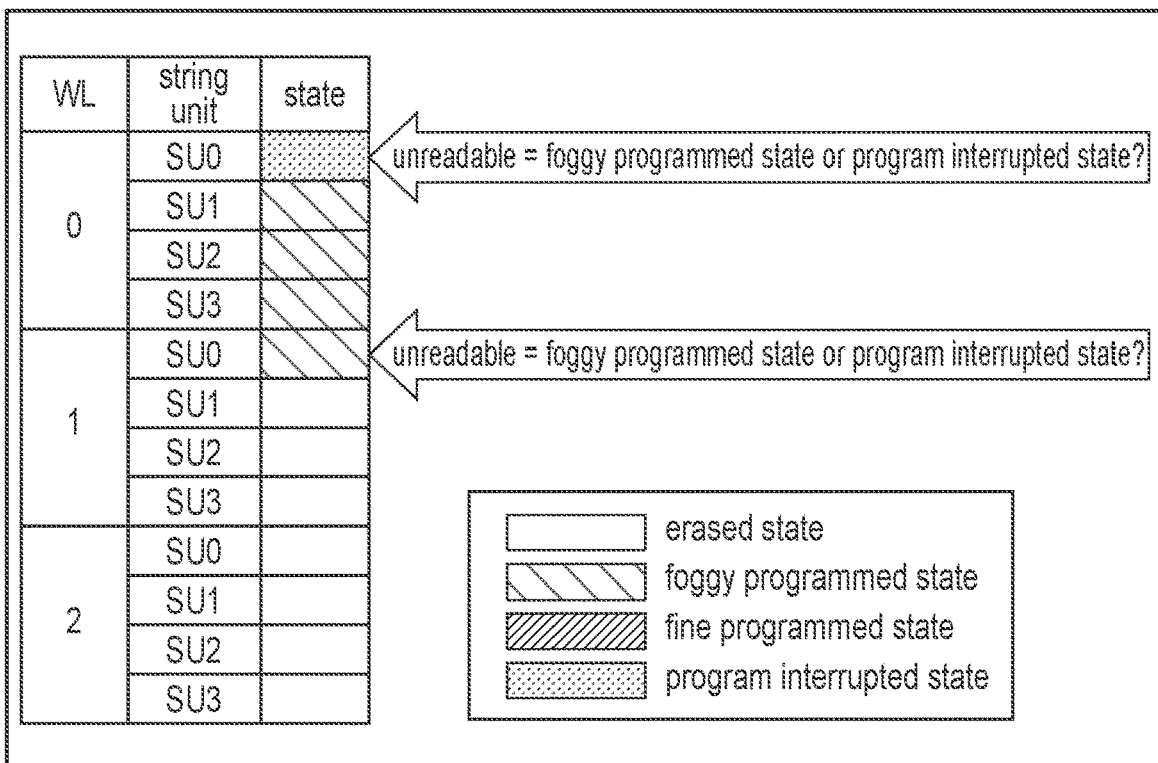 WL string unit state
0 SU0 unreadable = foggy programmed state or program interrupted state?
SU1
SU2
SU3
1 SU0 unreadable = foggy programmed state or program interrupted state?
SU1
SU2
SU3
2 SU0
SU1
SU2
SU3
erased state
foggy programmed state
fine programmed state
program interrupted state